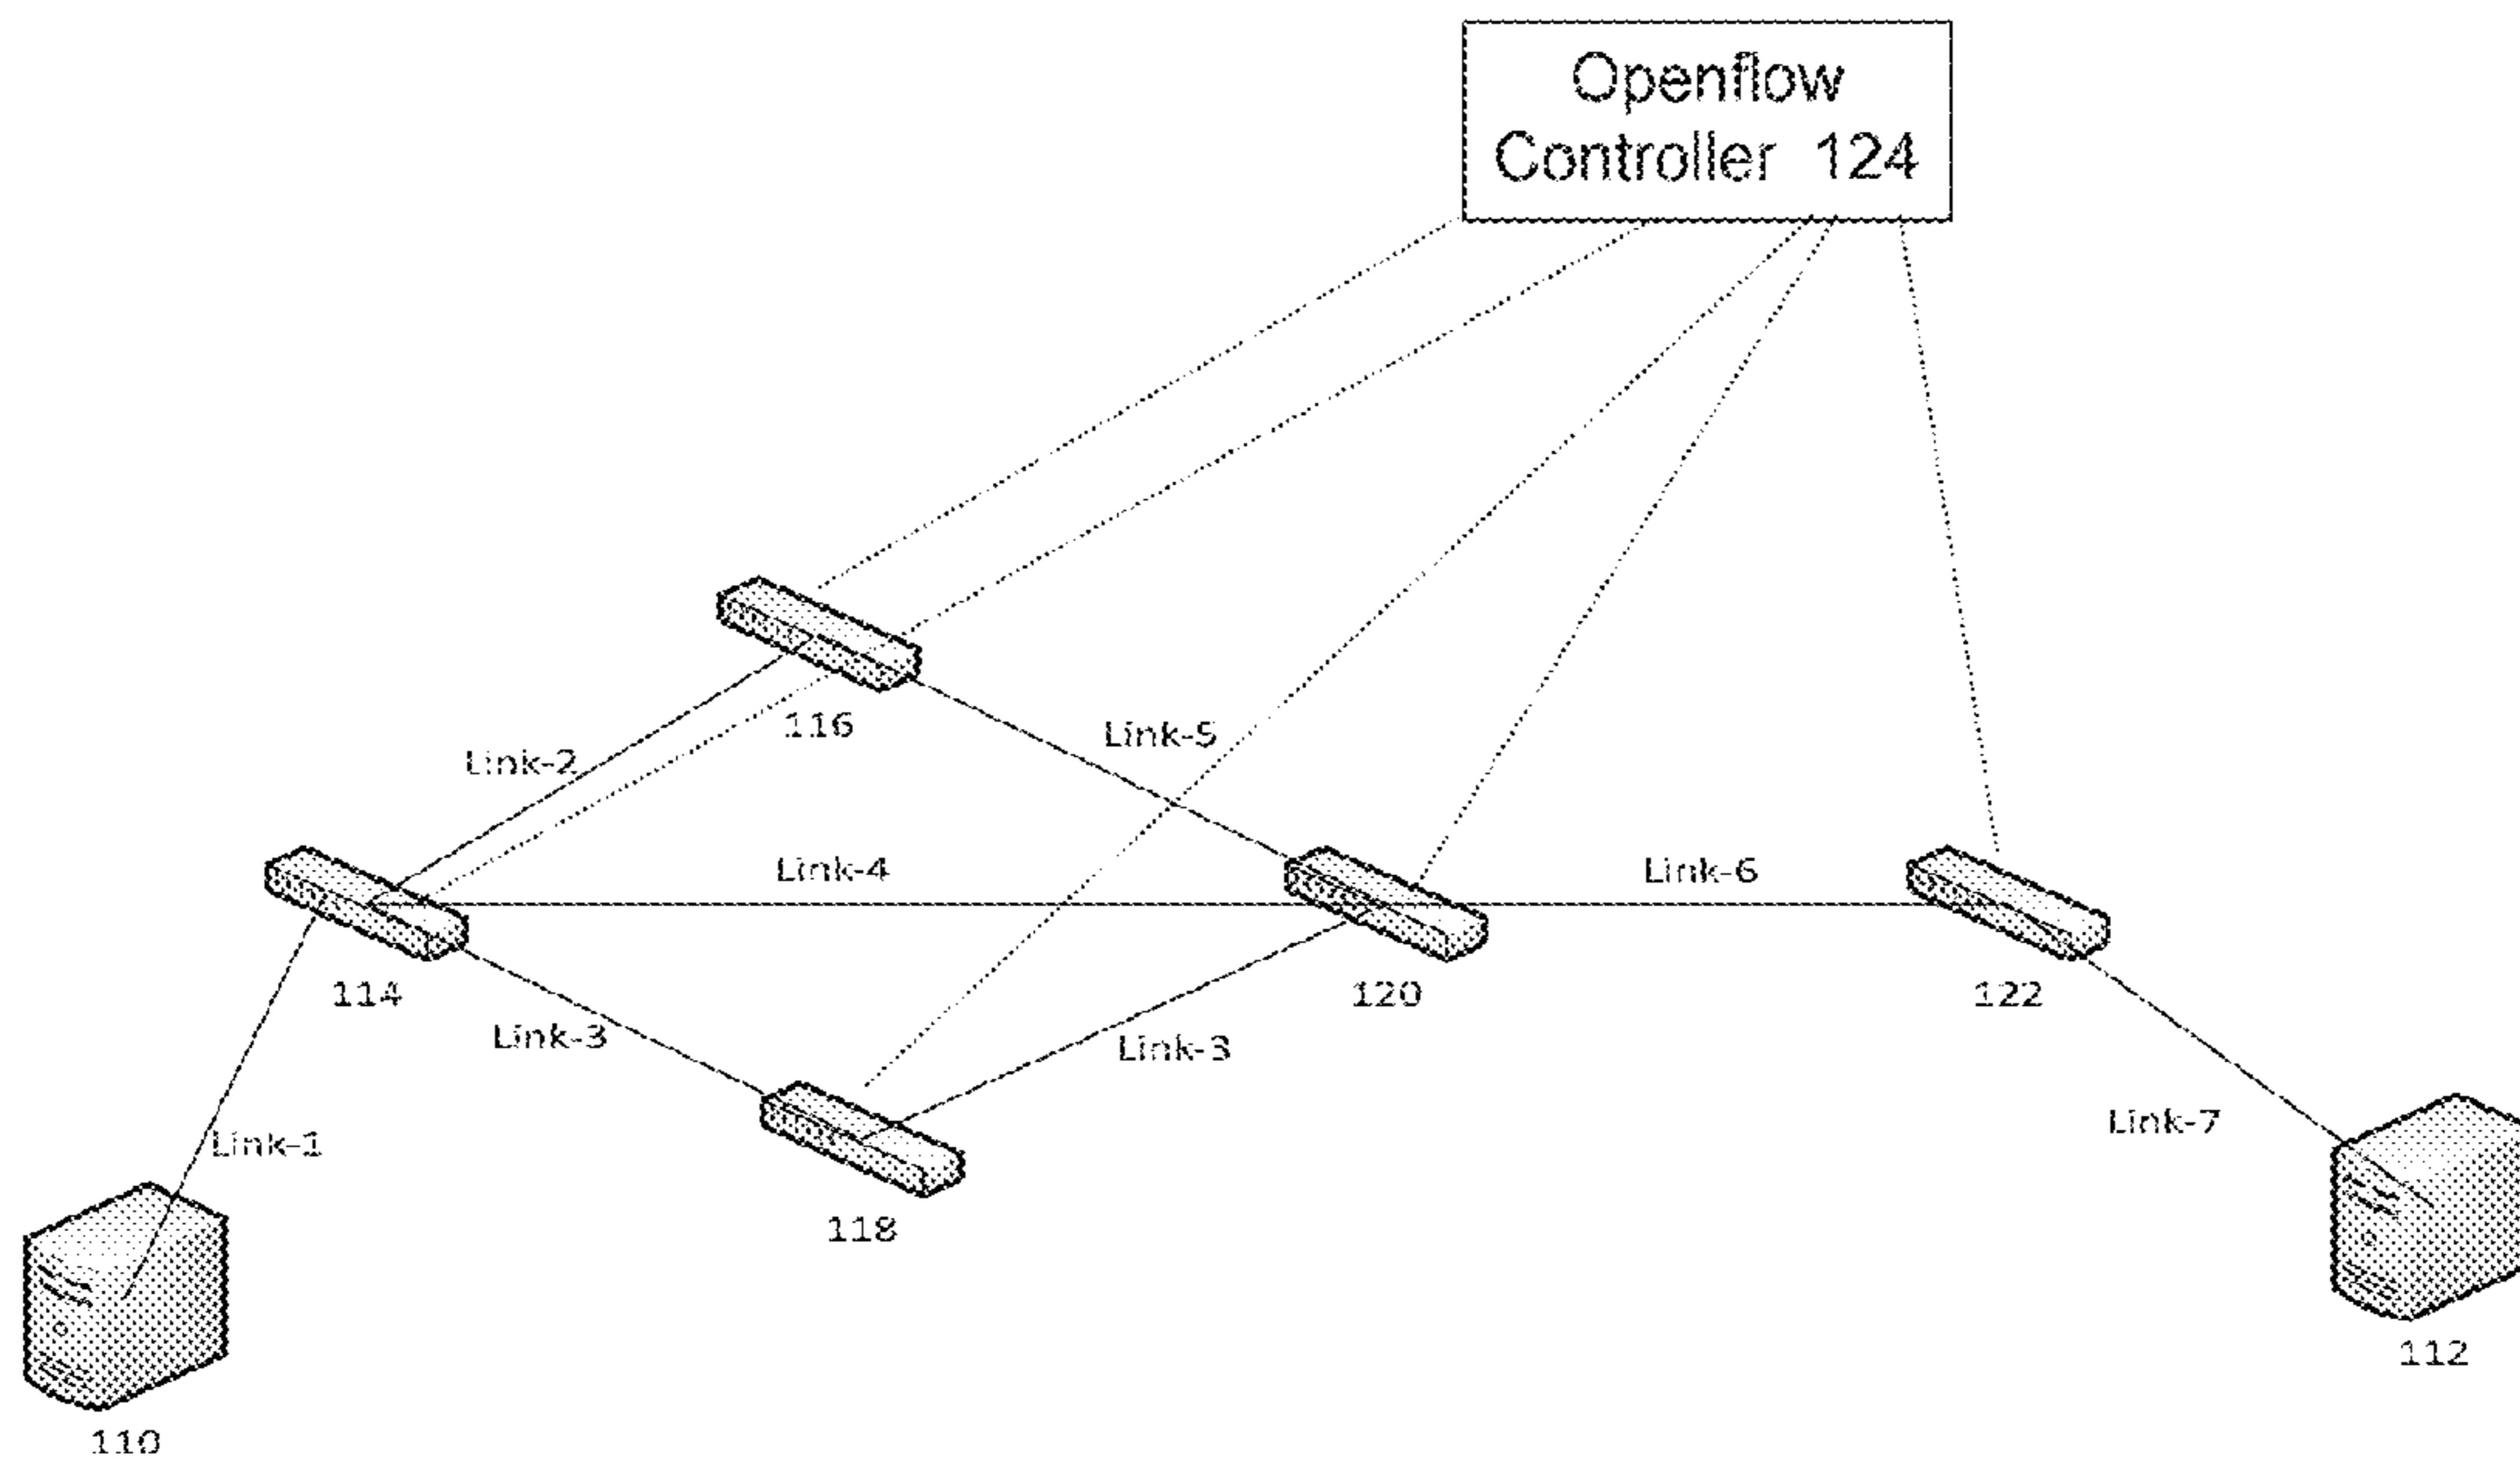 Openflow
Controller 124
116
Link-5
Link-2
Link-4
Link-6
114
120
122
Link-3
Link-3
Link-7
Link-1
118
112
110